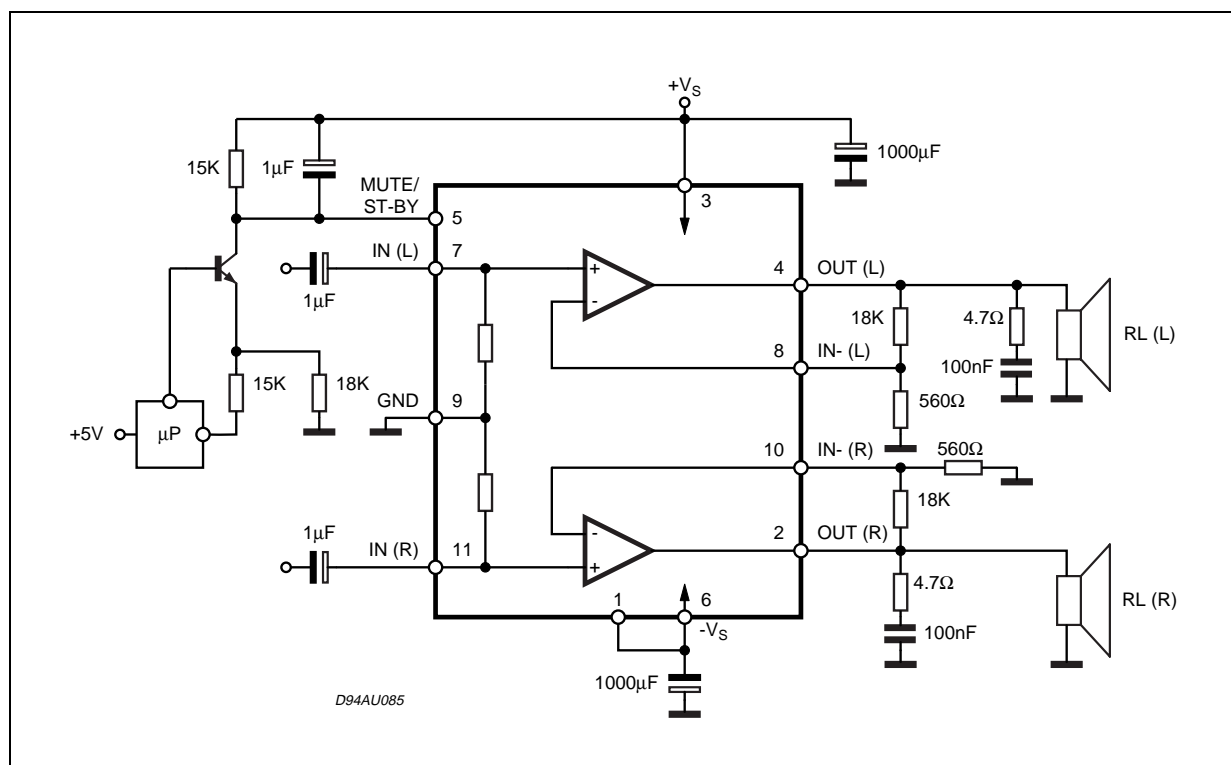 +VS
15K
1μF
1000μF
MUTE/
ST-BY
5
3
IN (L)
7
1μF
4
OUT (L)
18K
4.7Ω
RL (L)
8
IN- (L)
100nF
15K
18K
GND
9
560Ω
+5V
μP
10
IN- (R)
560Ω
18K
1μF
IN (R)
11
2
OUT (R)
4.7Ω
RL (R)
1
6
-VS
100nF
1000μF
D94AU085